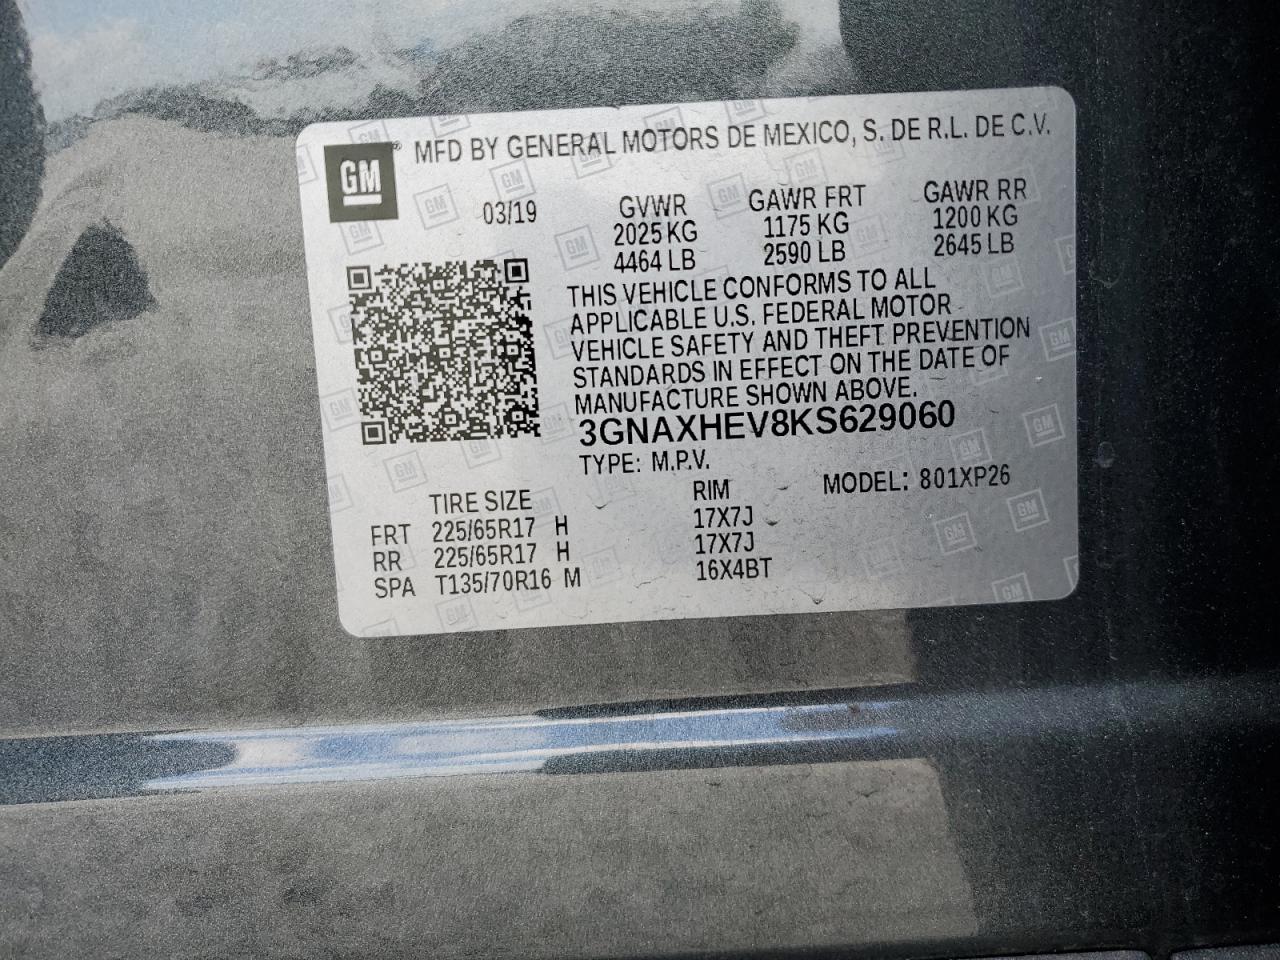 GM MFD BY GENERAL MOTORS DE MEXICO, S. DE R.L. DE C.V.
03/19 GVWR GAWR FRT GAWR RR
2025 KG 1175 KG 1200 KG
4464 LB 2590 LB 2645 LB
THIS VEHICLE CONFORMS TO ALL
APPLICABLE U.S. FEDERAL MOTOR
VEHICLE SAFETY AND THEFT PREVENTION
STANDARDS IN EFFECT ON THE DATE OF
MANUFACTURE SHOWN ABOVE.
3GNAXHEV8KS629060
TYPE: M.P.V.
MODEL: 801XP26
TIRE SIZE RIM
FRT 225/65R17 H 17X7J
RR 225/65R17 H 17X7J
SPA T135/70R16 M 16X4BT